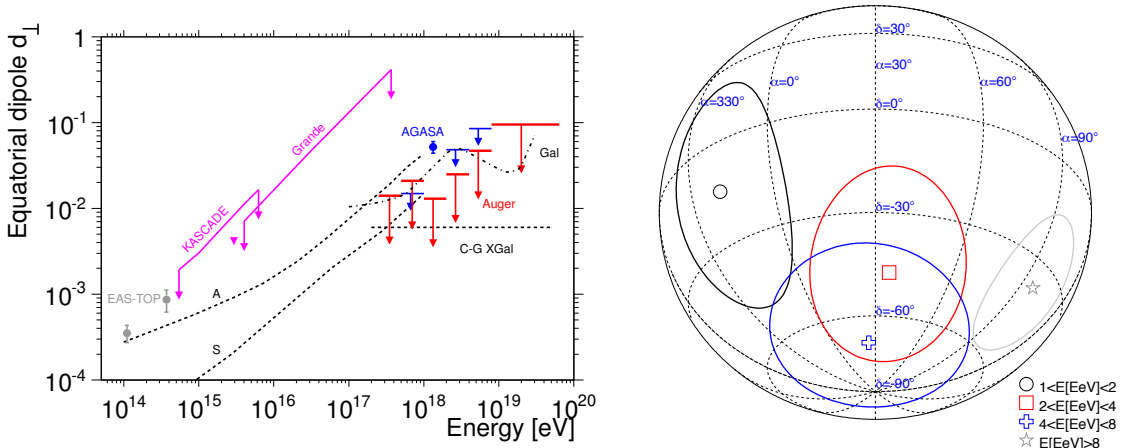 Equatorial dipole d⊥
1
10⁻¹
10⁻²
10⁻³
10⁻⁴
KASCADE
Grande
AGASA
Gal
Auger
C-G XGal
EAS-TOP
A
S
10¹⁴
10¹⁵
10¹⁶
10¹⁷
10¹⁸
10¹⁹
10²⁰
Energy [eV]
δ=30°
α=30°
α=0°
α=60°
α=330°
δ=0°
α=90°
δ=-30°
δ=-60°
δ=-90°
1<E[EeV]<2
2<E[EeV]<4
4<E[EeV]<8
E[EeV]>8